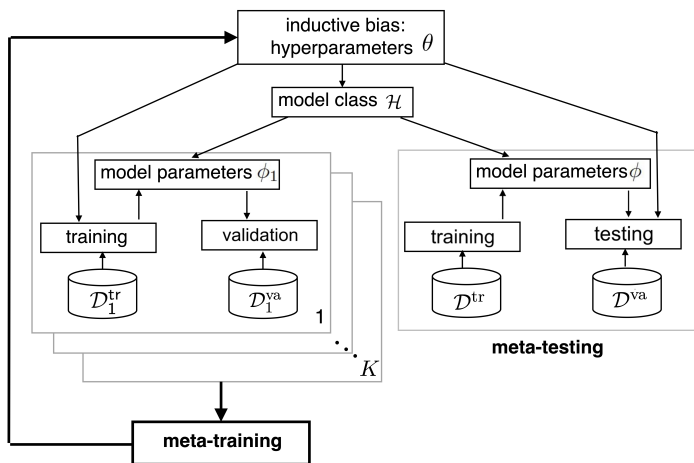 inductive bias:
hyperparameters θ
model class ℋ
model parameters ϕ₁
training
validation
𝒟₁ᵗʳ
𝒟₁ᵛᵃ
1
⋱
K
meta-training
model parameters ϕ
training
testing
𝒟ᵗʳ
𝒟ᵛᵃ
meta-testing